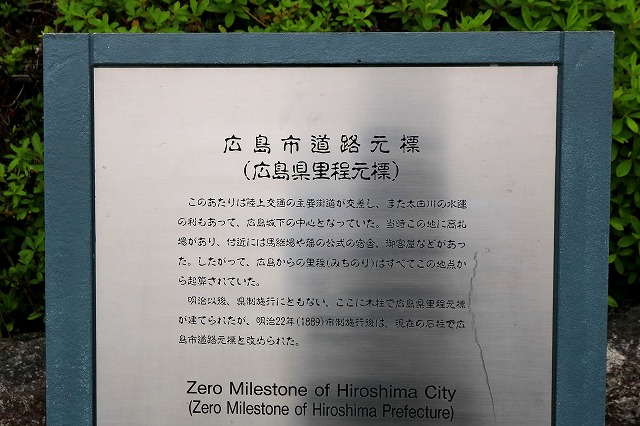 広島市道路元標
(広島県里程元標)
このあたりは陸上交通の主要街道が交差し、また太田川の水運
の利もあって、広島城下の中心となっていた。当時この地に高札
場があり、付近には馬継場や藩の公式の宿舎、御客屋などがあっ
た。したがって、広島からの里程(みちのり)はすべてこの地点か
ら起算されていた。
明治以後、県制施行にともない、ここに木柱で広島県里程元標
が建てられたが、明治22年(1889)市制施行後は、現在の石柱で広
島市道路元標と改められた。
Zero Milestone of Hiroshima City
(Zero Milestone of Hiroshima Prefecture)